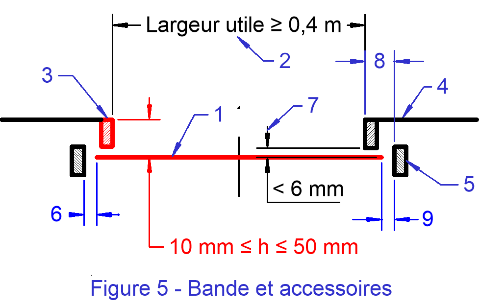 Largeur utile ≥ 0,4 m
2
8
3
7
4
1
5
< 6 mm
6
9
10 mm ≤ h ≤ 50 mm
Figure 5 - Bande et accessoires